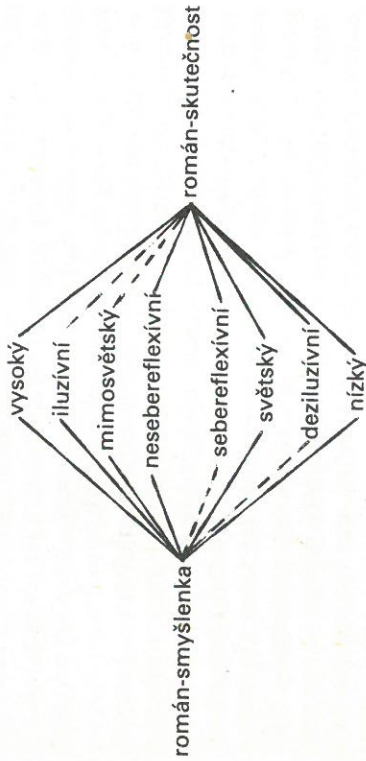 vysoký
iluzívní
mimosvětský
nesebereflexívní
román-smyšlenka
román-skutečnost
sebereflexívní
světský
deziluzívní
nízký